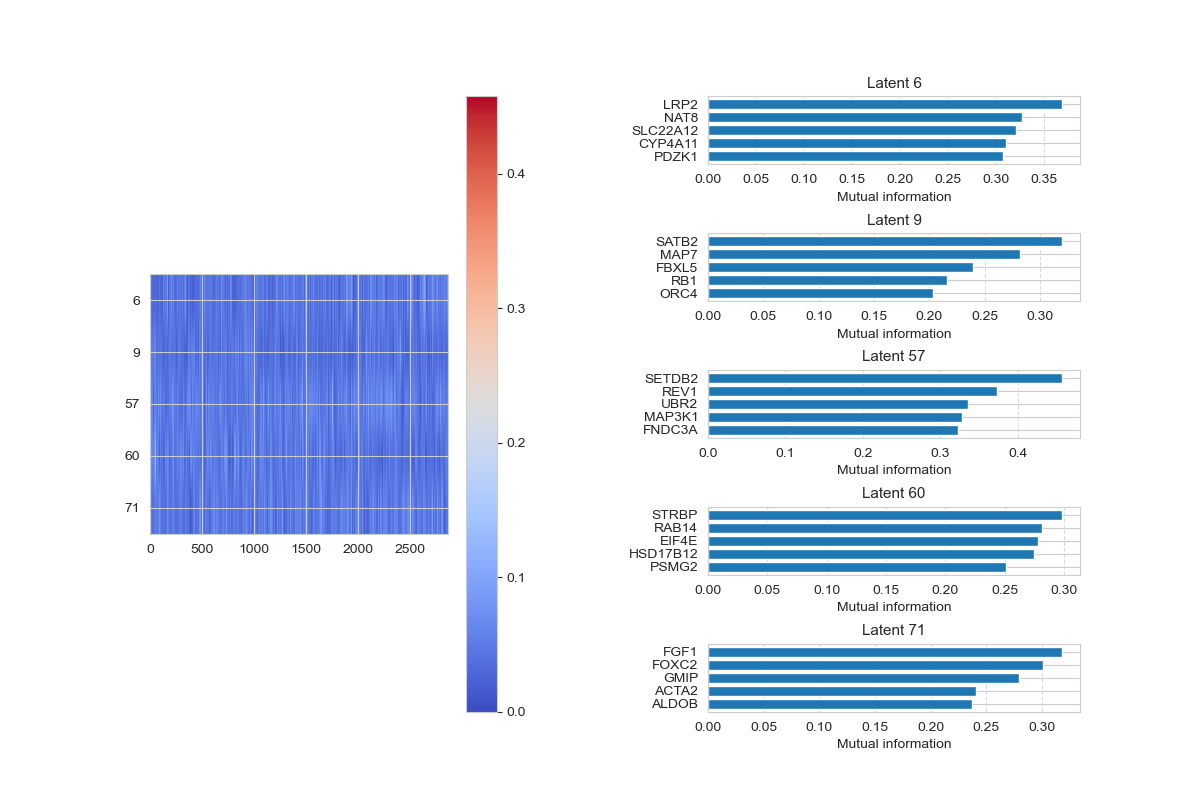 6
9
57
60
71
0 500 1000 1500 2000 2500
0.4
0.3
0.2
0.1
0.0
Latent 6
LRP2
NAT8
SLC22A12
CYP4A11
PDZK1
0.00 0.05 0.10 0.15 0.20 0.25 0.30 0.35
Mutual information
Latent 9
SATB2
MAP7
FBXL5
RB1
ORC4
0.00 0.05 0.10 0.15 0.20 0.25 0.30
Mutual information
Latent 57
SETDB2
REV1
UBR2
MAP3K1
FNDC3A
0.0 0.1 0.2 0.3 0.4
Mutual information
Latent 60
STRBP
RAB14
EIF4E
HSD17B12
PSMG2
0.00 0.05 0.10 0.15 0.20 0.25 0.30
Mutual information
Latent 71
FGF1
FOXC2
GMIP
ACTA2
ALDOB
0.00 0.05 0.10 0.15 0.20 0.25 0.30
Mutual information